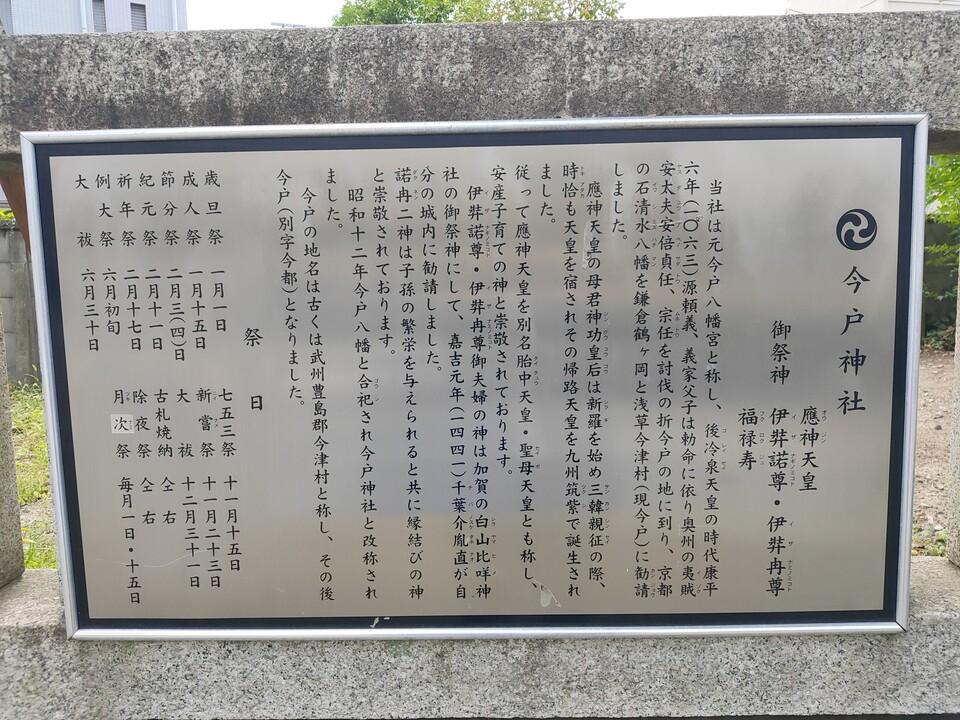 今戸神社
御祭神
應神天皇
伊弉諾尊・伊弉冉尊
福禄寿
当社は元今戸八幡宮と称し、後冷泉天皇の時代康平
六年(一〇六三)源頼義、義家父子は勅命に依り奥州の夷賊
安太夫安倍貞任、宗任を討伐の折今戸の地に到り、京都
の石清水八幡を鎌倉鶴ヶ岡と浅草今津村(現今戸)に勧請
しました。
應神天皇の母君神功皇后は新羅を始め三韓親征の際、
時恰も天皇を宿されその帰路天皇を九州筑紫で誕生され
ました。
従って應神天皇を別名胎中天皇・聖母天皇とも称し、
安産子育ての神と崇敬されております。
伊弉諾尊・伊弉冉尊御夫婦の神は加賀の白山比咩神
社の御祭神にして、嘉吉元年(一四四一)千葉介胤直が自
分の城内に勧請しました。
諾冉二神は子孫の繁栄を与えられると共に縁結びの神
と崇敬されております。
昭和十二年今戸八幡と合祀され今戸神社と改称され
ました。
今戸の地名は古くは武州豊島郡今津村と称し、その後
今戸(別字今都)となりました。
祭日
歳旦祭 一月一日
成人祭 一月十五日
節分祭 二月三(四)日
紀元祭 二月十一日
祈年祭 二月十七日
例大祭 六月初旬
大祓 六月三十日
七五三祭 十一月十五日
新嘗祭 十一月二十三日
大祓 十二月三十一日
古札焼納 仝右
除夜祭 仝右
月次祭 毎月一日・十五日